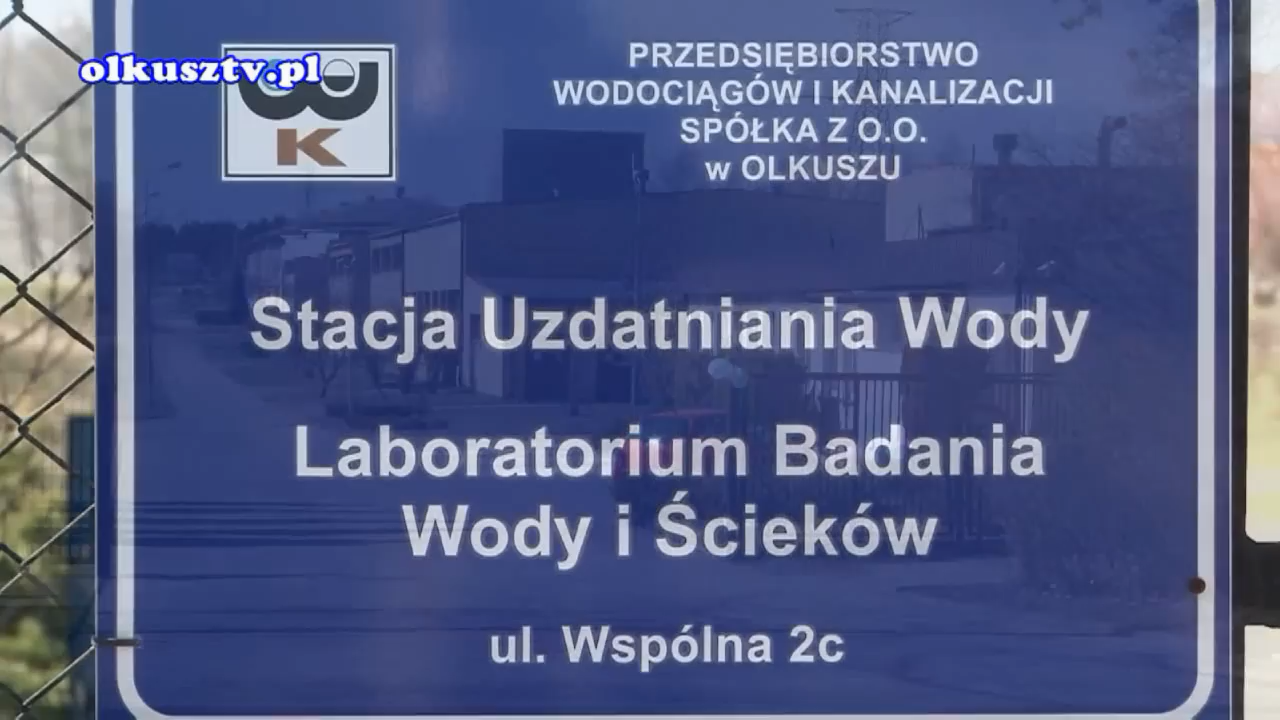 olkusztv.pl
K
PRZEDSIĘBIORSTWO
WODOCIĄGÓW I KANALIZACJI
SPÓŁKA Z O.O.
w OLKUSZU
Stacja Uzdatniania Wody
Laboratorium Badania
Wody i Ścieków
ul. Wspólna 2c